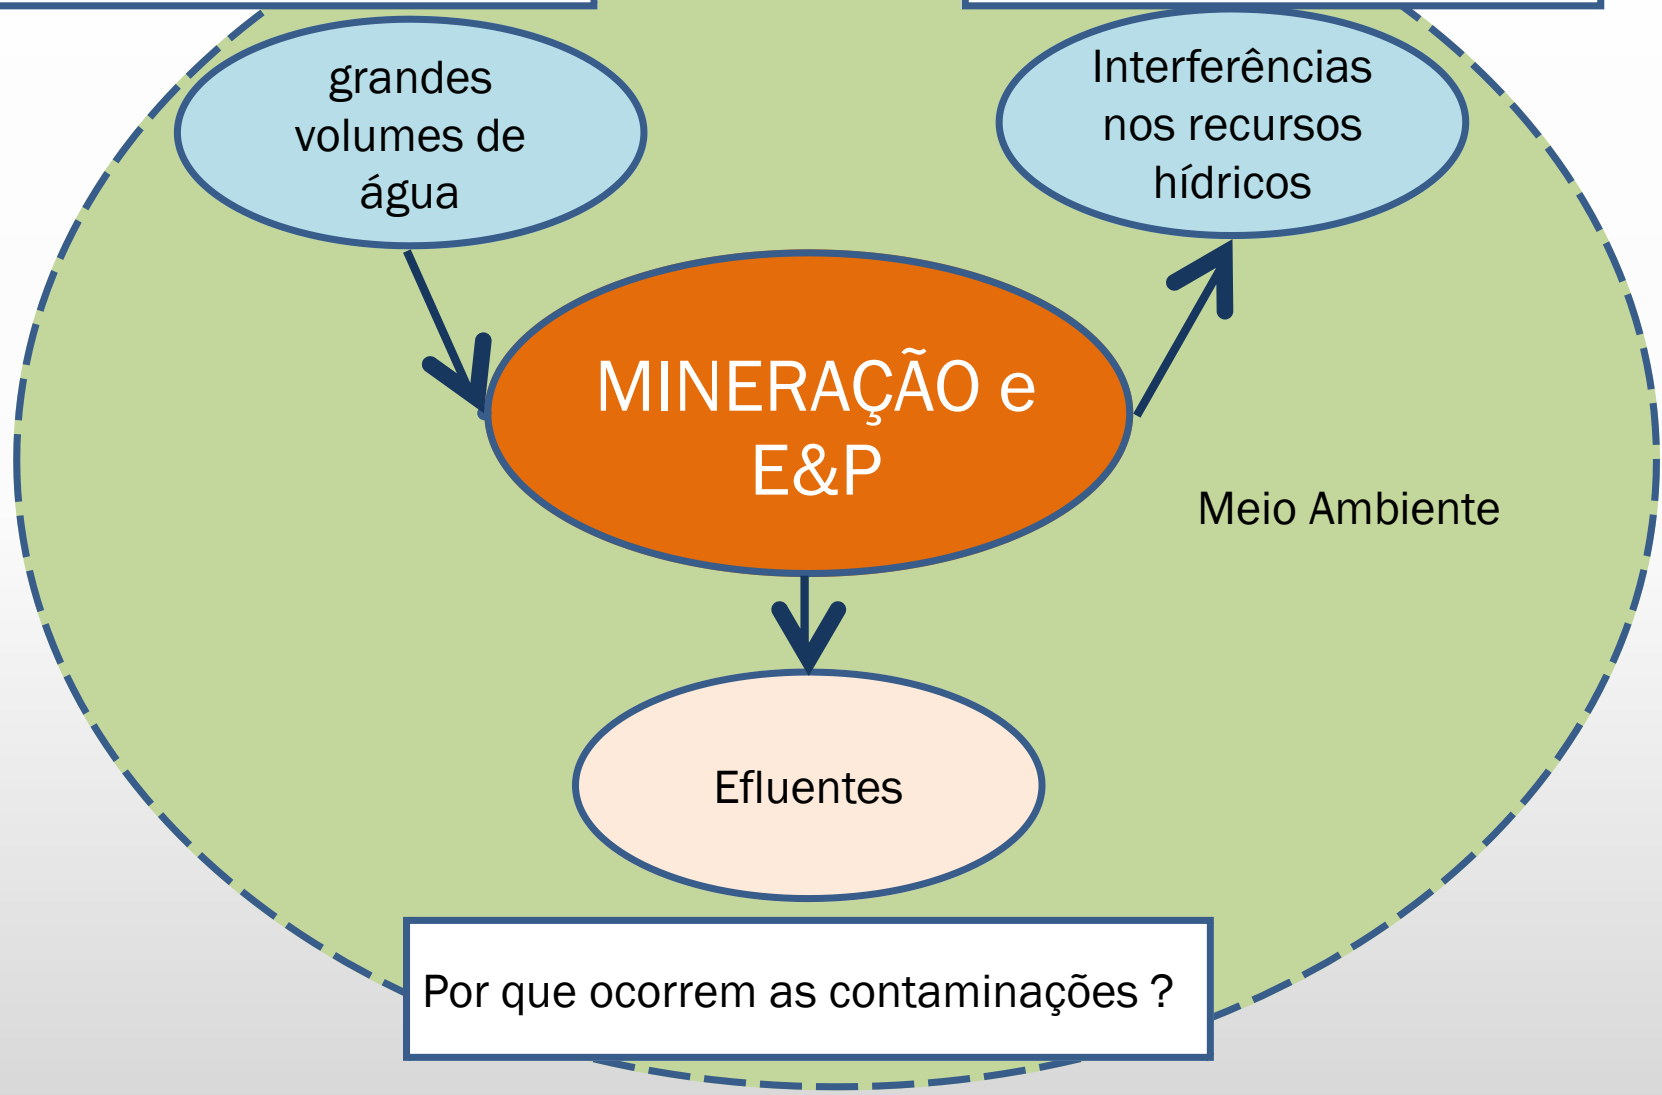 grandes
volumes de
água
Interferências
nos recursos
hídricos
MINERAÇÃO e
E&P
Meio Ambiente
Efluentes
Por que ocorrem as contaminações ?